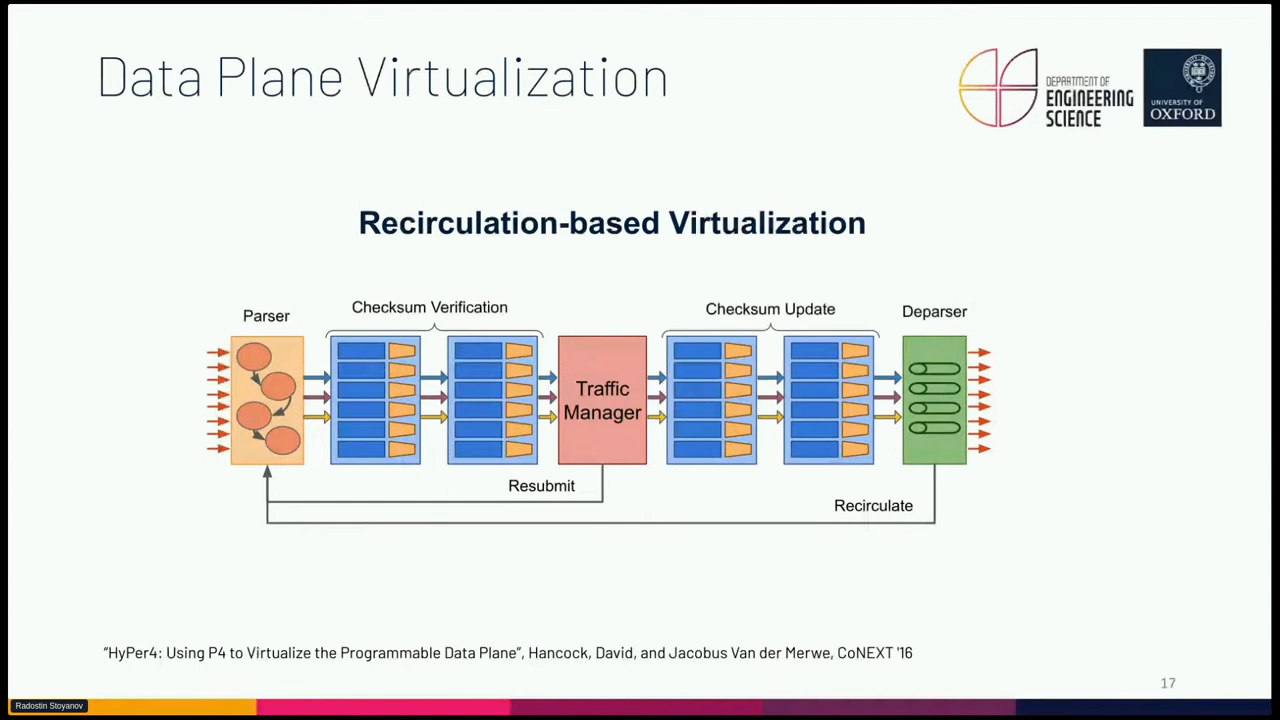 Data Plane Virtualization
DEPARTMENT OF
ENGINEERING
SCIENCE
UNIVERSITY OF
OXFORD
Recirculation-based Virtualization
Parser
Checksum Verification
Checksum Update
Deparser
Traffic
Manager
Resubmit
Recirculate
"HyPer4: Using P4 to Virtualize the Programmable Data Plane", Hancock, David, and Jacobus Van der Merwe, CoNEXT '16
17
Radostin Stoyanov